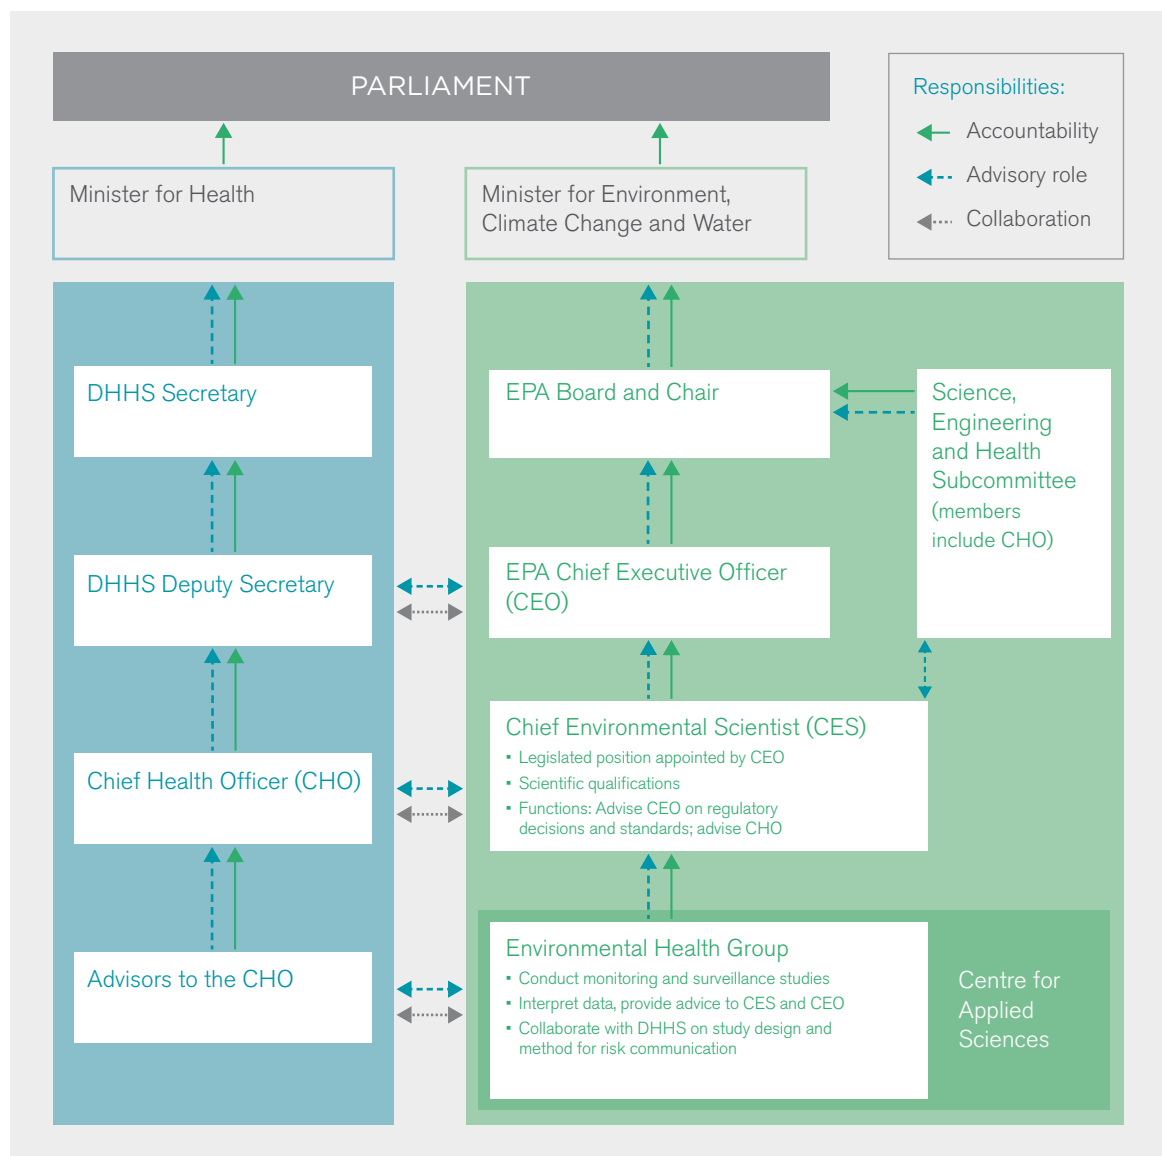 PARLIAMENT
Responsibilities:
Accountability
Advisory role
Collaboration
Minister for Health
Minister for Environment,
Climate Change and Water
DHHS Secretary
EPA Board and Chair
Science,
Engineering
and Health
Subcommittee
(members
include CHO)
DHHS Deputy Secretary
EPA Chief Executive Officer
(CEO)
Chief Health Officer (CHO)
Chief Environmental Scientist (CES)
▪ Legislated position appointed by CEO
▪ Scientific qualifications
▪ Functions: Advise CEO on regulatory
decisions and standards; advise CHO
Advisors to the CHO
Environmental Health Group
▪ Conduct monitoring and surveillance studies
▪ Interpret data, provide advice to CES and CEO
▪ Collaborate with DHHS on study design and
method for risk communication
Centre for
Applied
Sciences